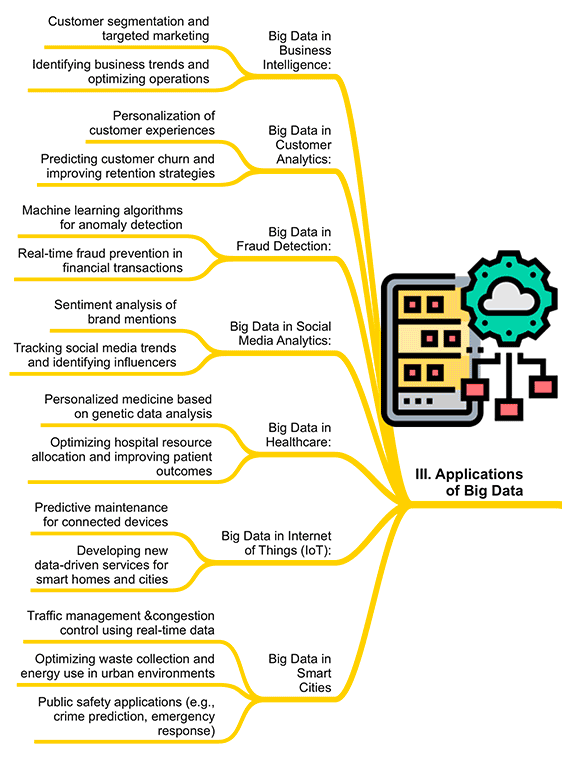 Customer segmentation and
targeted marketing
Identifying business trends and
optimizing operations
Big Data in
Business
Intelligence:
Personalization of
customer experiences
Predicting customer churn and
improving retention strategies
Big Data in
Customer
Analytics:
Machine learning algorithms
for anomaly detection
Real-time fraud prevention in
financial transactions
Big Data in
Fraud Detection:
Sentiment analysis of
brand mentions
Tracking social media trends
and identifying influencers
Big Data in Social
Media Analytics:
Personalized medicine based
on genetic data analysis
Optimizing hospital resource
allocation and improving patient
outcomes
Big Data in
Healthcare:
Predictive maintenance
for connected devices
Developing new
data-driven services for
smart homes and cities
Big Data in Internet
of Things (IoT):
Traffic management &congestion
control using real-time data
Optimizing waste collection and
energy use in urban environments
Public safety applications (e.g.,
crime prediction, emergency
response)
Big Data in
Smart
Cities
III. Applications
of Big Data